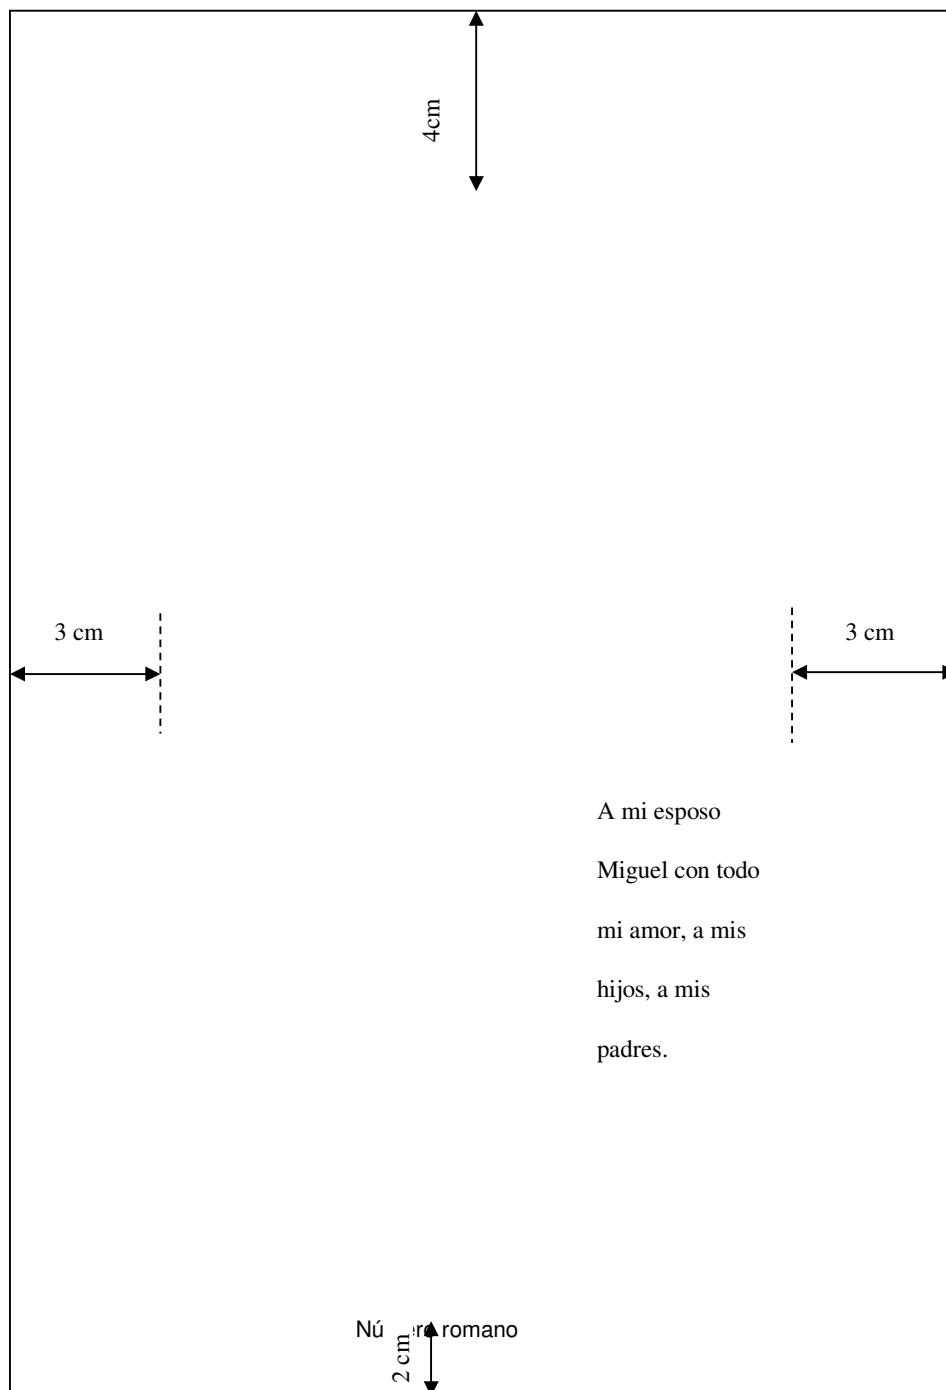 4cm
3 cm
3 cm
A mi esposo
Miguel con todo
mi amor, a mis
hijos, a mis
padres.
romano
2 cm